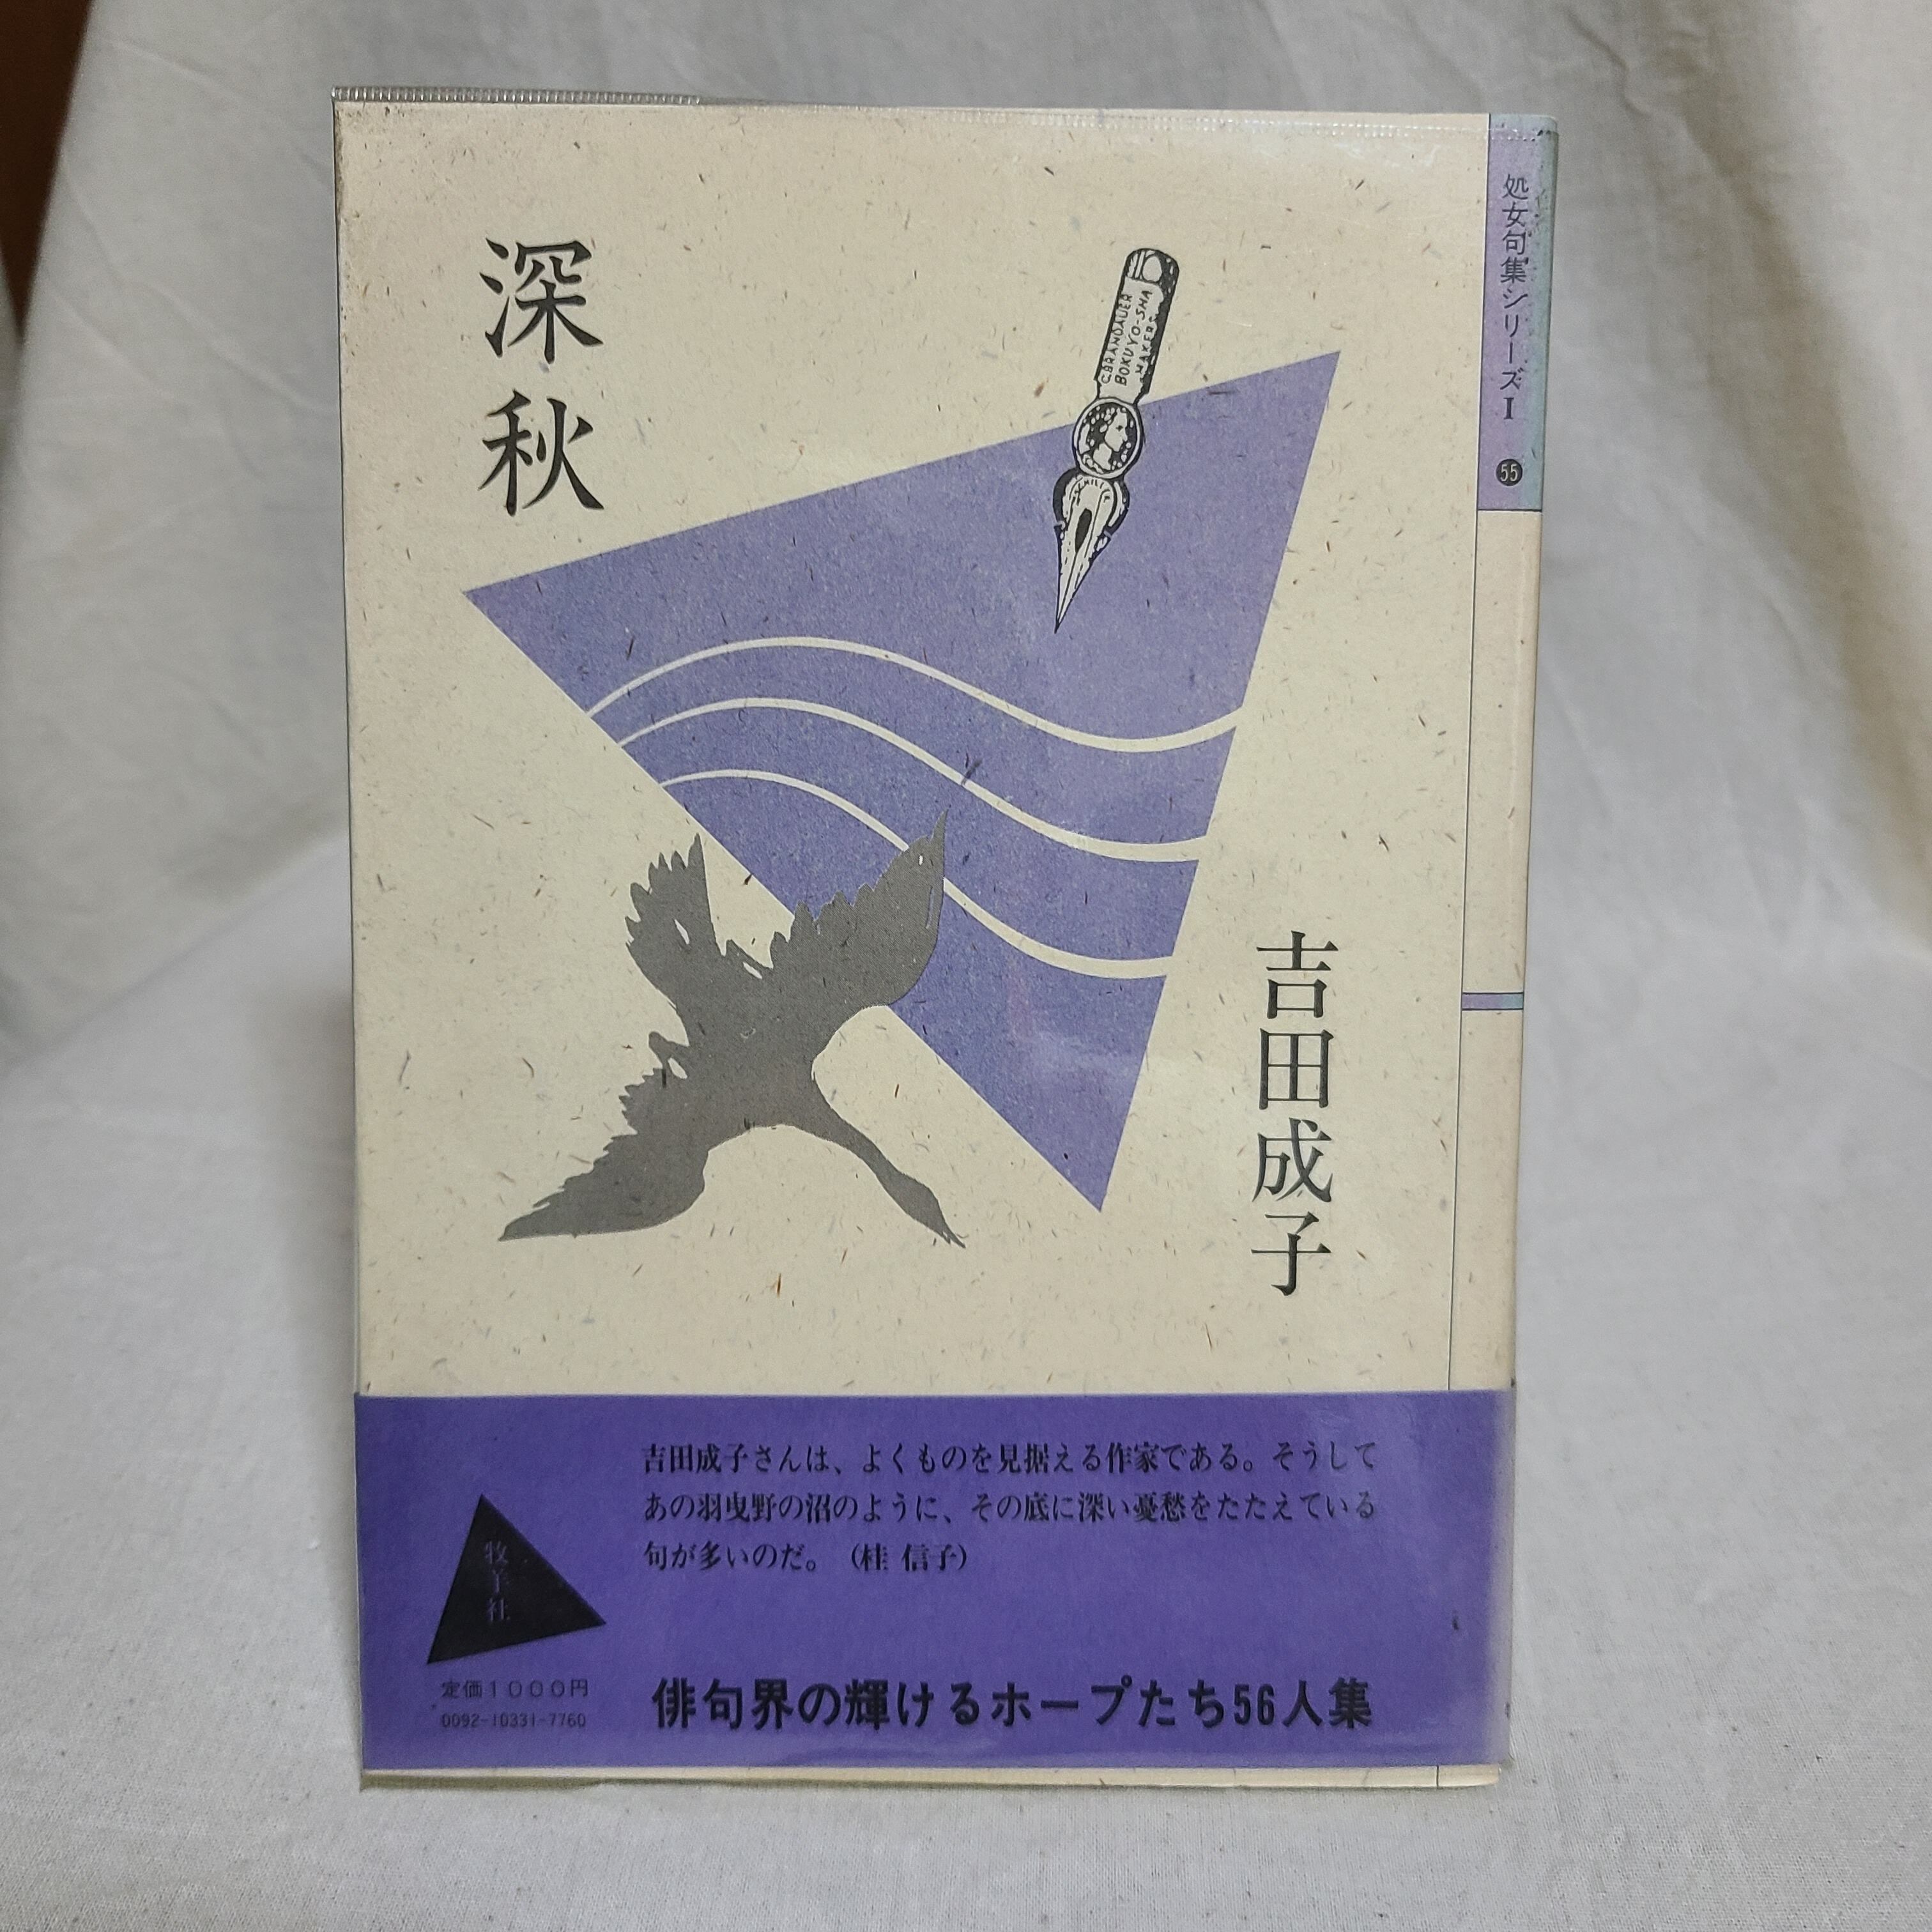 深秋
C.BRANDAUER
BOKUYO-SHA
MAKERS
吉田成子
処女句集シリーズⅠ
55
吉田成子さんは、よくものを見据える作家である。そうして
あの羽曳野の沼のように、その底に深い憂愁をたたえている
句が多いのだ。（桂 信子）
牧羊社
定価1000円
0092-10331-7760
俳句界の輝けるホープたち56人集